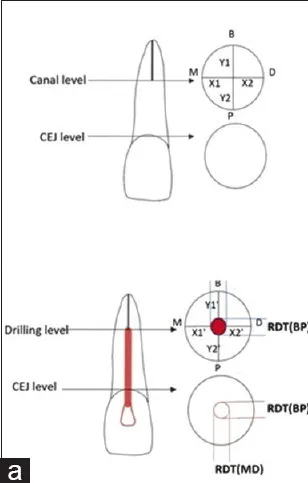 B
Canal level
M
Y1
D
X1
X2
Y2
CEJ level
P
B
Y1'
Drilling level
M
D
RDT(BP)
X1'
X2'
Y2'
P
CEJ level
RDT(BP)
RDT(MD)
a